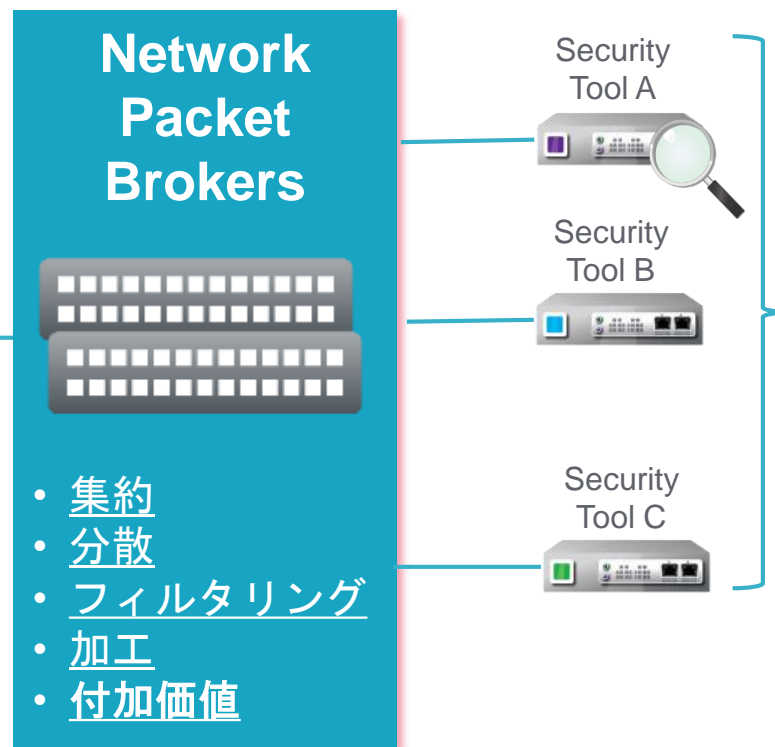 Network
Packet
Brokers
• 集約
• 分散
• フィルタリング
• 加工
• 付加価値
Security
Tool A
Security
Tool B
Security
Tool C